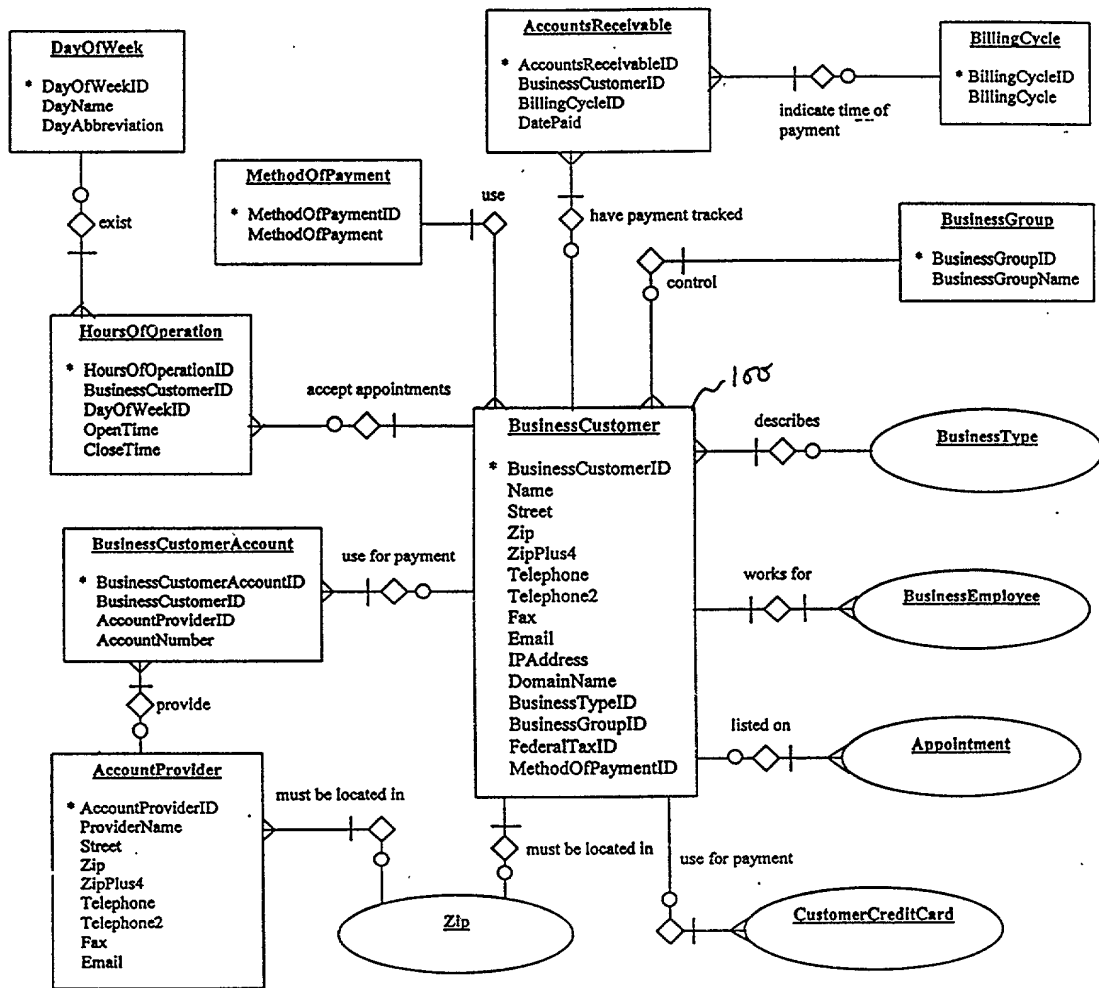 DayOfWeek
* DayOfWeekID
DayName
DayAbbreviation
AccountsReceivable
* AccountsReceivableID
BusinessCustomerID
BillingCycleID
DatePaid
BillingCycle
* BillingCycleID
BillingCycle
indicate time of
payment
MethodOfPayment
* MethodOfPaymentID
MethodOfPayment
use
have payment tracked
exist
BusinessGroup
* BusinessGroupID
BusinessGroupName
control
HoursOfOperation
* HoursOfOperationID
BusinessCustomerID
DayOfWeekID
OpenTime
CloseTime
accept appointments
100
BusinessCustomer
* BusinessCustomerID
Name
Street
Zip
ZipPlus4
Telephone
Telephone2
Fax
Email
IPAddress
DomainName
BusinessTypeID
BusinessGroupID
FederalTaxID
MethodOfPaymentID
describes
BusinessType
BusinessCustomerAccount
* BusinessCustomerAccountID
BusinessCustomerID
AccountProviderID
AccountNumber
use for payment
works for
BusinessEmployee
provide
listed on
Appointment
AccountProvider
* AccountProviderID
ProviderName
Street
Zip
ZipPlus4
Telephone
Telephone2
Fax
Email
must be located in
must be located in
Zip
use for payment
CustomerCreditCard